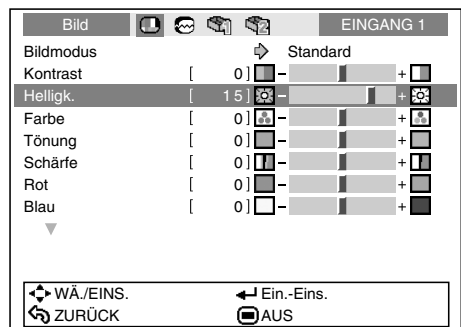 Bild EINGANG 1
Bildmodus Standard
Kontrast [ 0] - +
Helligk. [ 15] - +
Farbe [ 0] - +
Tönung [ 0] - +
Schärfe [ 0] - +
Rot [ 0] - +
Blau [ 0] - +
WÄ./EINS. Ein.-Eins.
ZURÜCK AUS